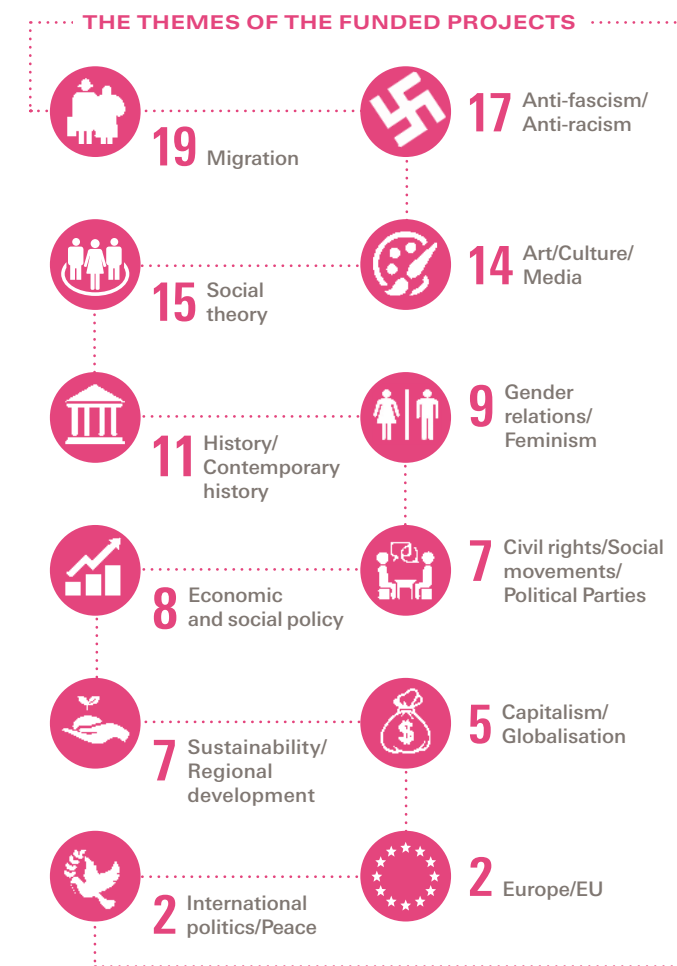 THE THEMES OF THE FUNDED PROJECTS
19 Migration
17 Anti-fascism/
Anti-racism
15 Social
theory
14 Art/Culture/
Media
11 History/
Contemporary
history
9 Gender
relations/
Feminism
8 Economic
and social policy
7 Civil rights/Social
movements/
Political Parties
7 Sustainability/
Regional
development
5 Capitalism/
Globalisation
$
2 International
politics/Peace
2 Europe/EU